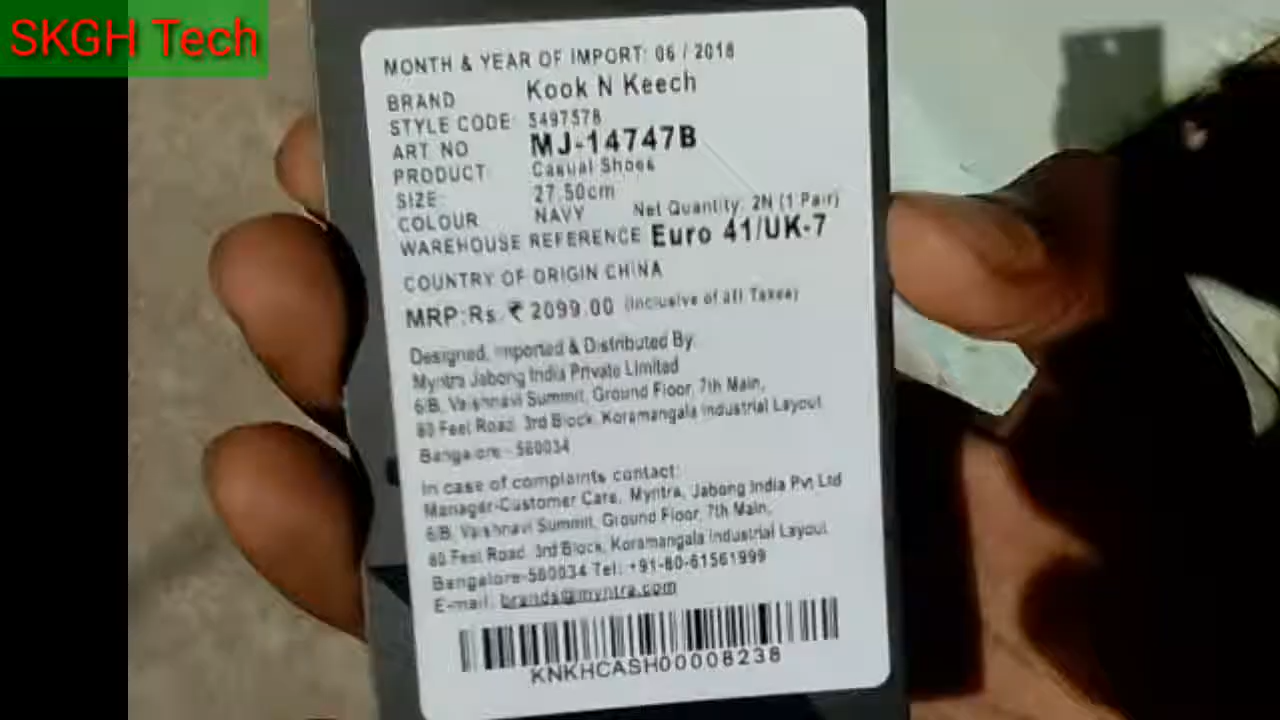 SKGH Tech
MONTH & YEAR OF IMPORT: 06 / 2018
BRAND Kook N Keech
STYLE CODE: 5497578
ART NO MJ-14747B
PRODUCT: Casual Shoes
SIZE: 27.50cm
COLOUR NAVY Net Quantity: 2N (1 Pair)
WAREHOUSE REFERENCE Euro 41/UK-7
COUNTRY OF ORIGIN CHINA
MRP:Rs. ₹ 2099.00 (Inclusive of all Taxes)
Designed, Imported & Distributed By:
Myntra Jabong India Private Limited
6/B, Vaishnavi Summit, Ground Floor, 7th Main,
80 Feet Road, 3rd Block, Koramangala Industrial Layout
Bangalore - 560034
In case of complaints contact:
Manager-Customer Care, Myntra, Jabong India Pvt Ltd
6/B, Vaishnavi Summit, Ground Floor, 7th Main,
80 Feet Road, 3rd Block, Koramangala Industrial Layout
Bangalore-560034 Tel: +91-80-61561999
E-mail: brands@myntra.com
KNKHCASH00008238